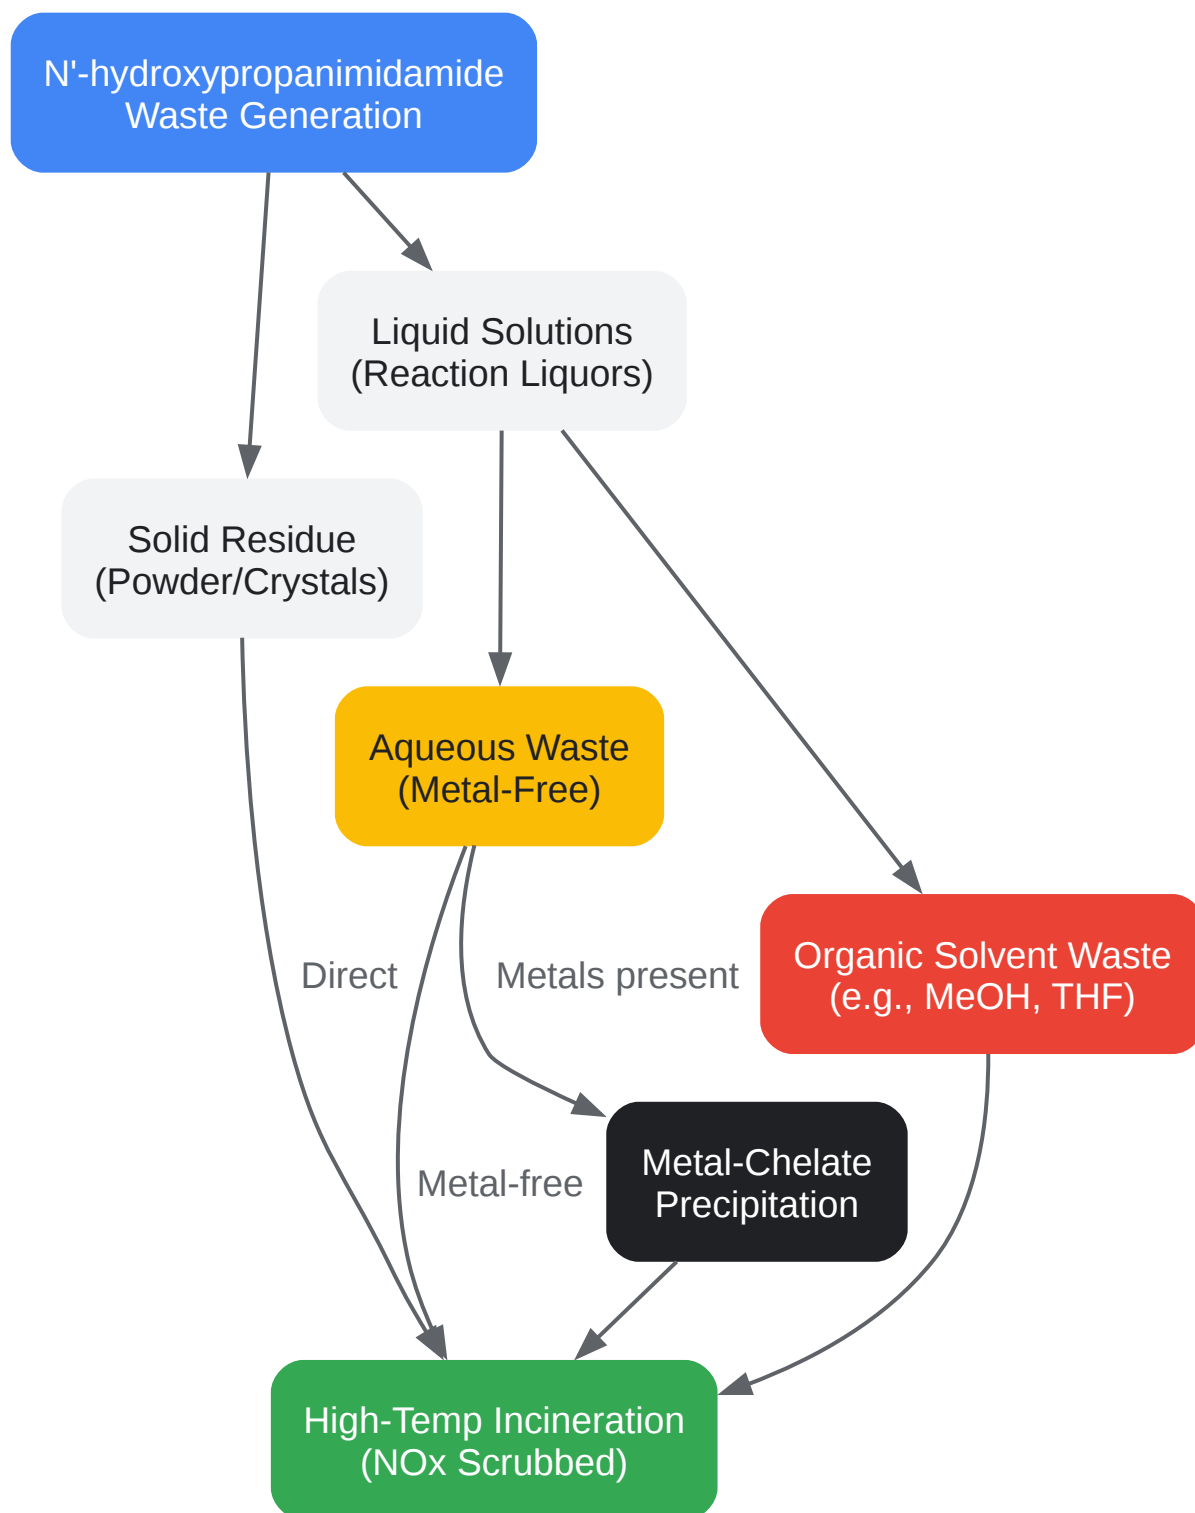 N'-hydroxypropanimidamide
Waste Generation
Liquid Solutions
(Reaction Liquors)
Solid Residue
(Powder/Crystals)
Aqueous Waste
(Metal-Free)
Direct
Metals present
Organic Solvent Waste
(e.g., MeOH, THF)
Metal-free
Metal-Chelate
Precipitation
High-Temp Incineration
(NOx Scrubbed)